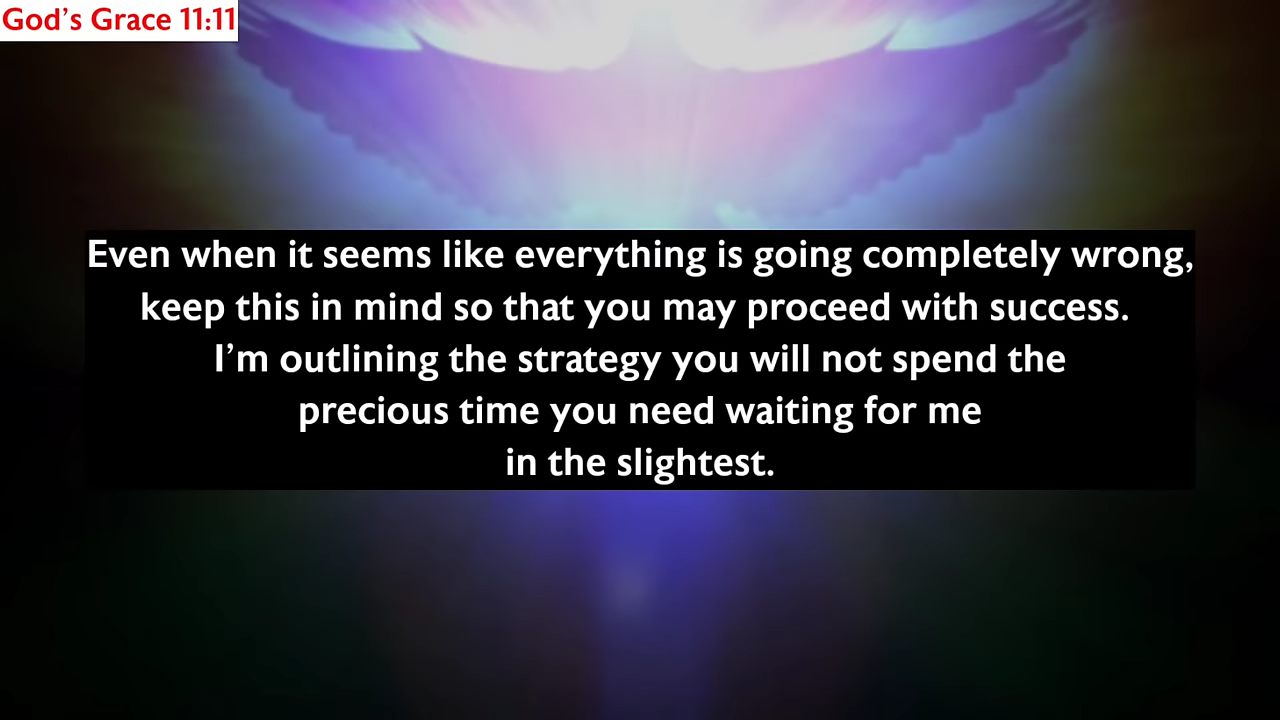 God’s Grace 11:11
Even when it seems like everything is going completely wrong,
keep this in mind so that you may proceed with success.
I’m outlining the strategy you will not spend the
precious time you need waiting for me
in the slightest.